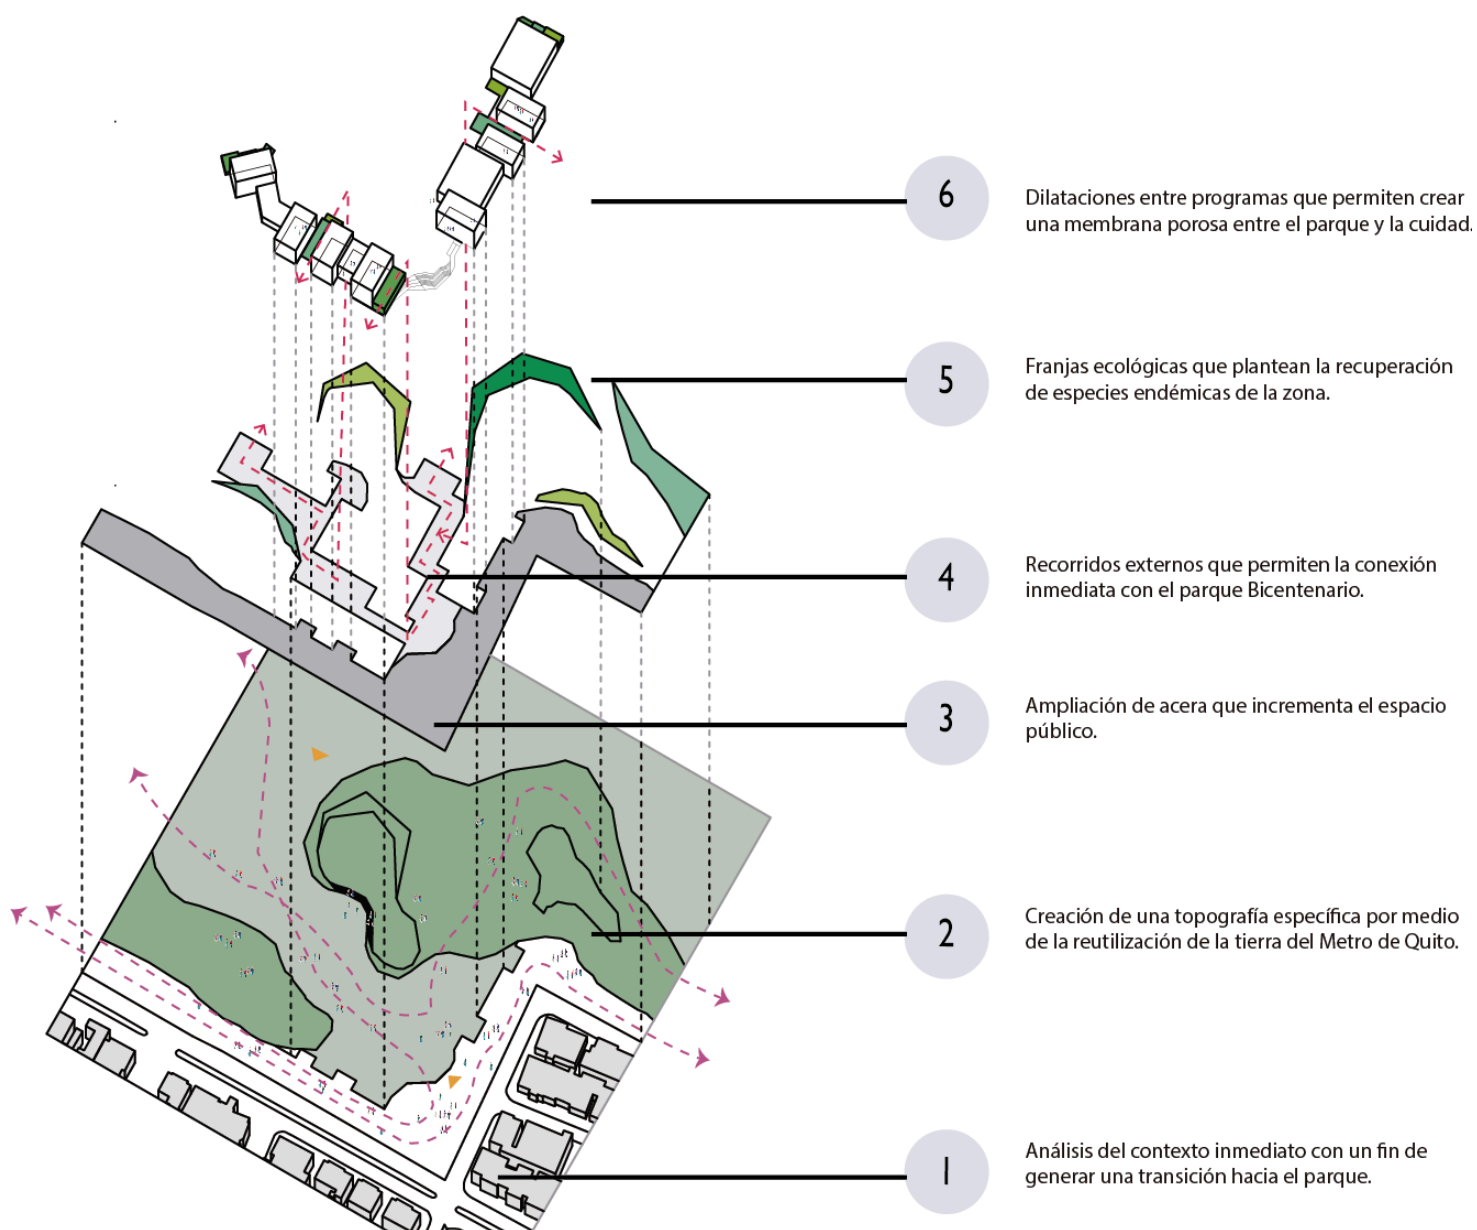 6
Dilataciones entre programas que permiten crear
una membrana porosa entre el parque y la cuidad.
5
Franjas ecológicas que plantean la recuperación
de especies endémicas de la zona.
4
Recorridos externos que permiten la conexión
inmediata con el parque Bicentenario.
3
Ampliación de acera que incrementa el espacio
público.
2
Creación de una topografía específica por medio
de la reutilización de la tierra del Metro de Quito.
1
Análisis del contexto inmediato con un fin de
generar una transición hacia el parque.